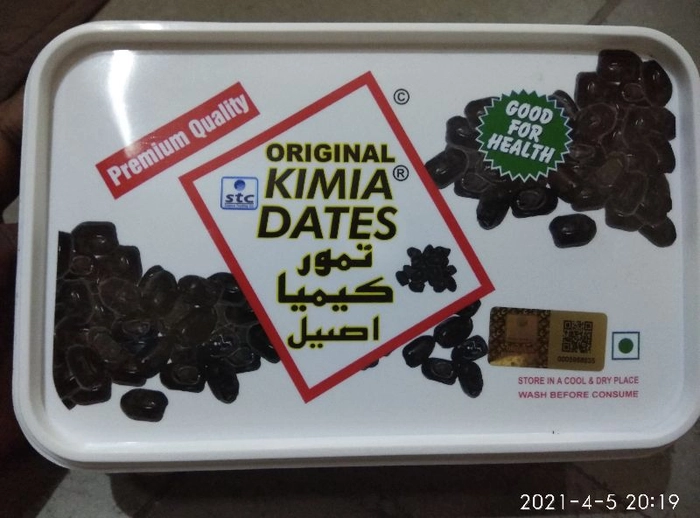 Premium Quality
©
ORIGINAL
KIMIA®
DATES
stc
تمور
كيميا
اصيل
GOOD
FOR
HEALTH
STORE IN A COOL & DRY PLACE
WASH BEFORE CONSUME
2021-4-5 20:19